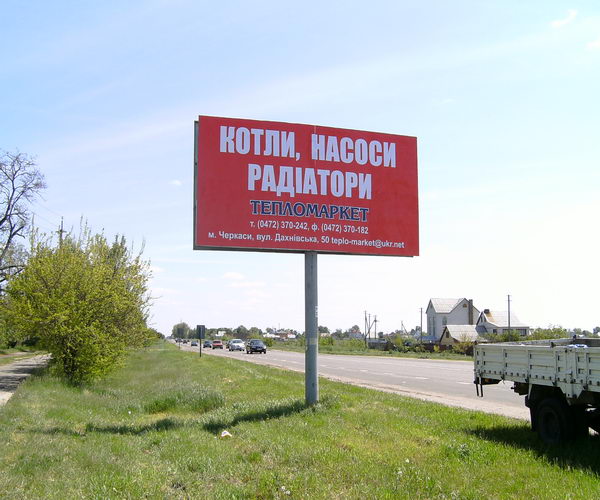 КОТЛИ, НАСОСИ
РАДІАТОРИ
ТЕПЛОМАРКЕТ
т. (0472) 370-242, ф. (0472) 370-182
м. Черкаси, вул. Дахнівська, 50 teplo-market@ukr.net